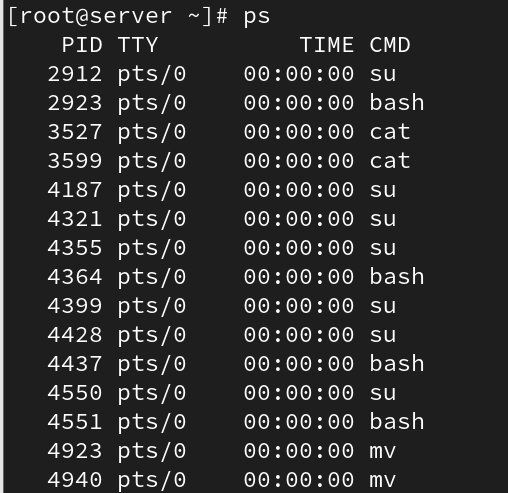 [root@server ~]# ps
PID TTY TIME CMD
2912 pts/0 00:00:00 su
2923 pts/0 00:00:00 bash
3527 pts/0 00:00:00 cat
3599 pts/0 00:00:00 cat
4187 pts/0 00:00:00 su
4321 pts/0 00:00:00 su
4355 pts/0 00:00:00 su
4364 pts/0 00:00:00 bash
4399 pts/0 00:00:00 su
4428 pts/0 00:00:00 su
4437 pts/0 00:00:00 bash
4550 pts/0 00:00:00 su
4551 pts/0 00:00:00 bash
4923 pts/0 00:00:00 mv
4940 pts/0 00:00:00 mv